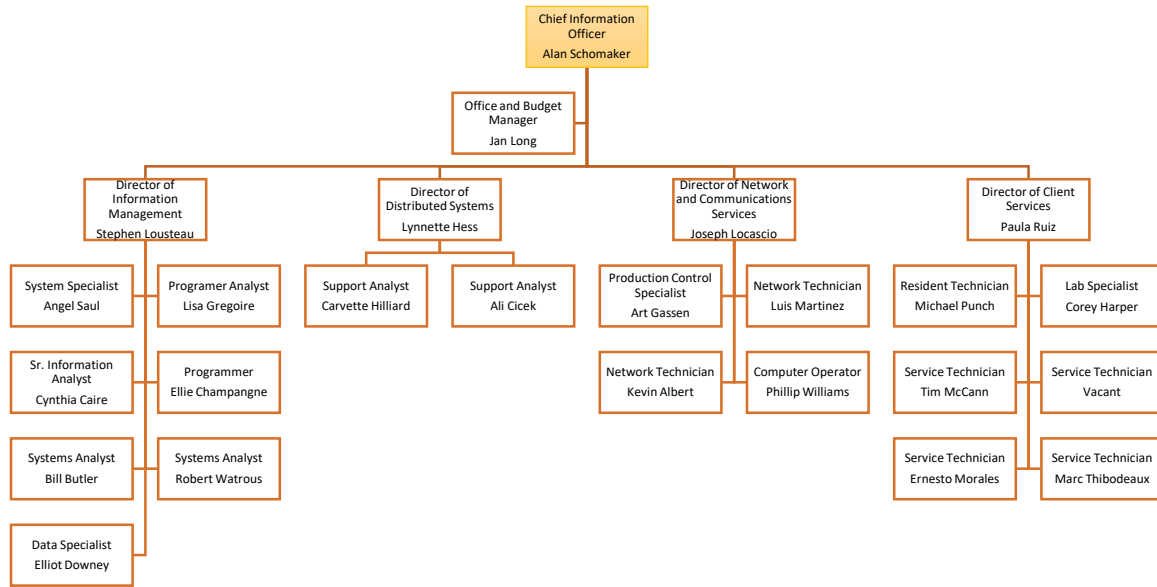 Chief Information
Officer
Alan Schomaker
Office and Budget
Manager
Jan Long
Director of
Information
Management
Stephen Lousteau
Director of
Distributed Systems
Lynnette Hess
Director of Network
and Communications
Services
Joseph Locascio
Director of Client
Services
Paula Ruiz
System Specialist
Angel Saul
Programer Analyst
Lisa Gregoire
Support Analyst
Carvette Hilliard
Support Analyst
Ali Cicek
Production Control
Specialist
Art Gassen
Network Technician
Luis Martinez
Resident Technician
Michael Punch
Lab Specialist
Corey Harper
Sr. Information
Analyst
Cynthia Caire
Programmer
Ellie Champangne
Network Technician
Kevin Albert
Computer Operator
Phillip Williams
Service Technician
Tim McCann
Service Technician
Vacant
Systems Analyst
Bill Butler
Systems Analyst
Robert Watrous
Service Technician
Ernesto Morales
Service Technician
Marc Thibodeaux
Data Specialist
Elliot Downey